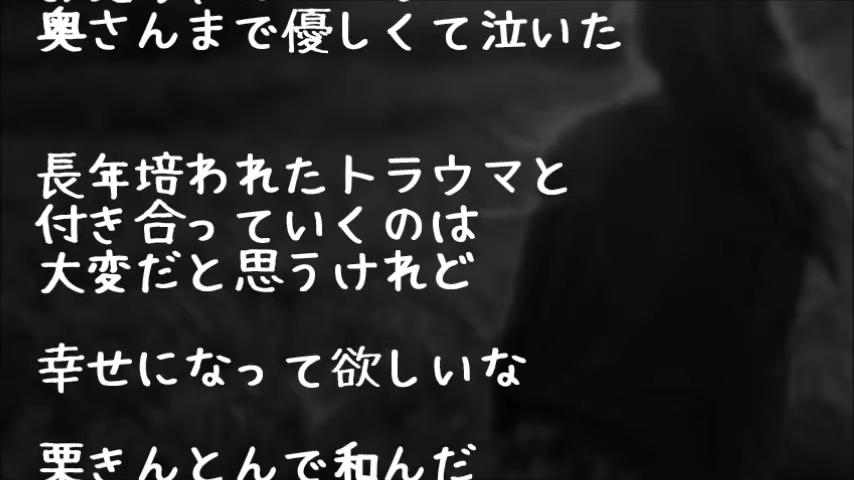 奥さんまで優しくて泣いた
長年培われたトラウマと
付き合っていくのは
大変だと思うけれど
幸せになって欲しいな
栗きんとんで和んだ